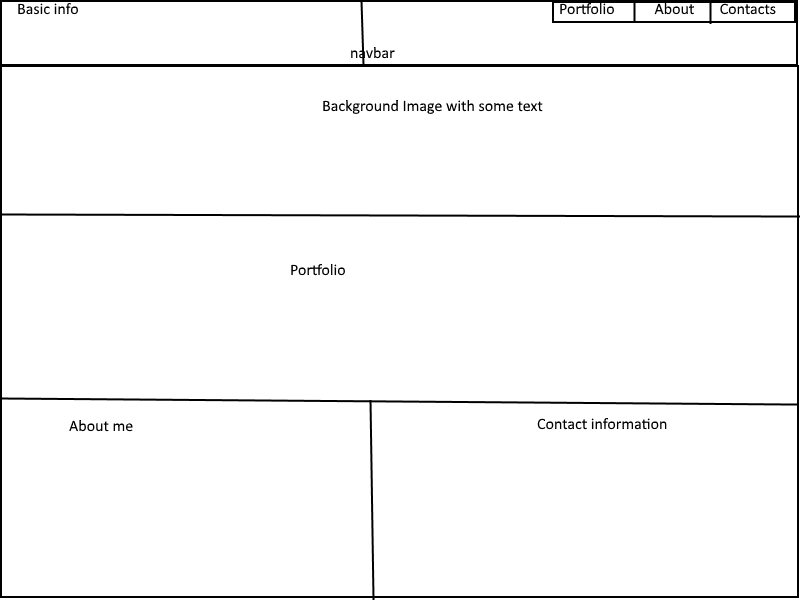 Basic info
Portfolio
About
Contacts
navbar
Background Image with some text
Portfolio
About me
Contact information